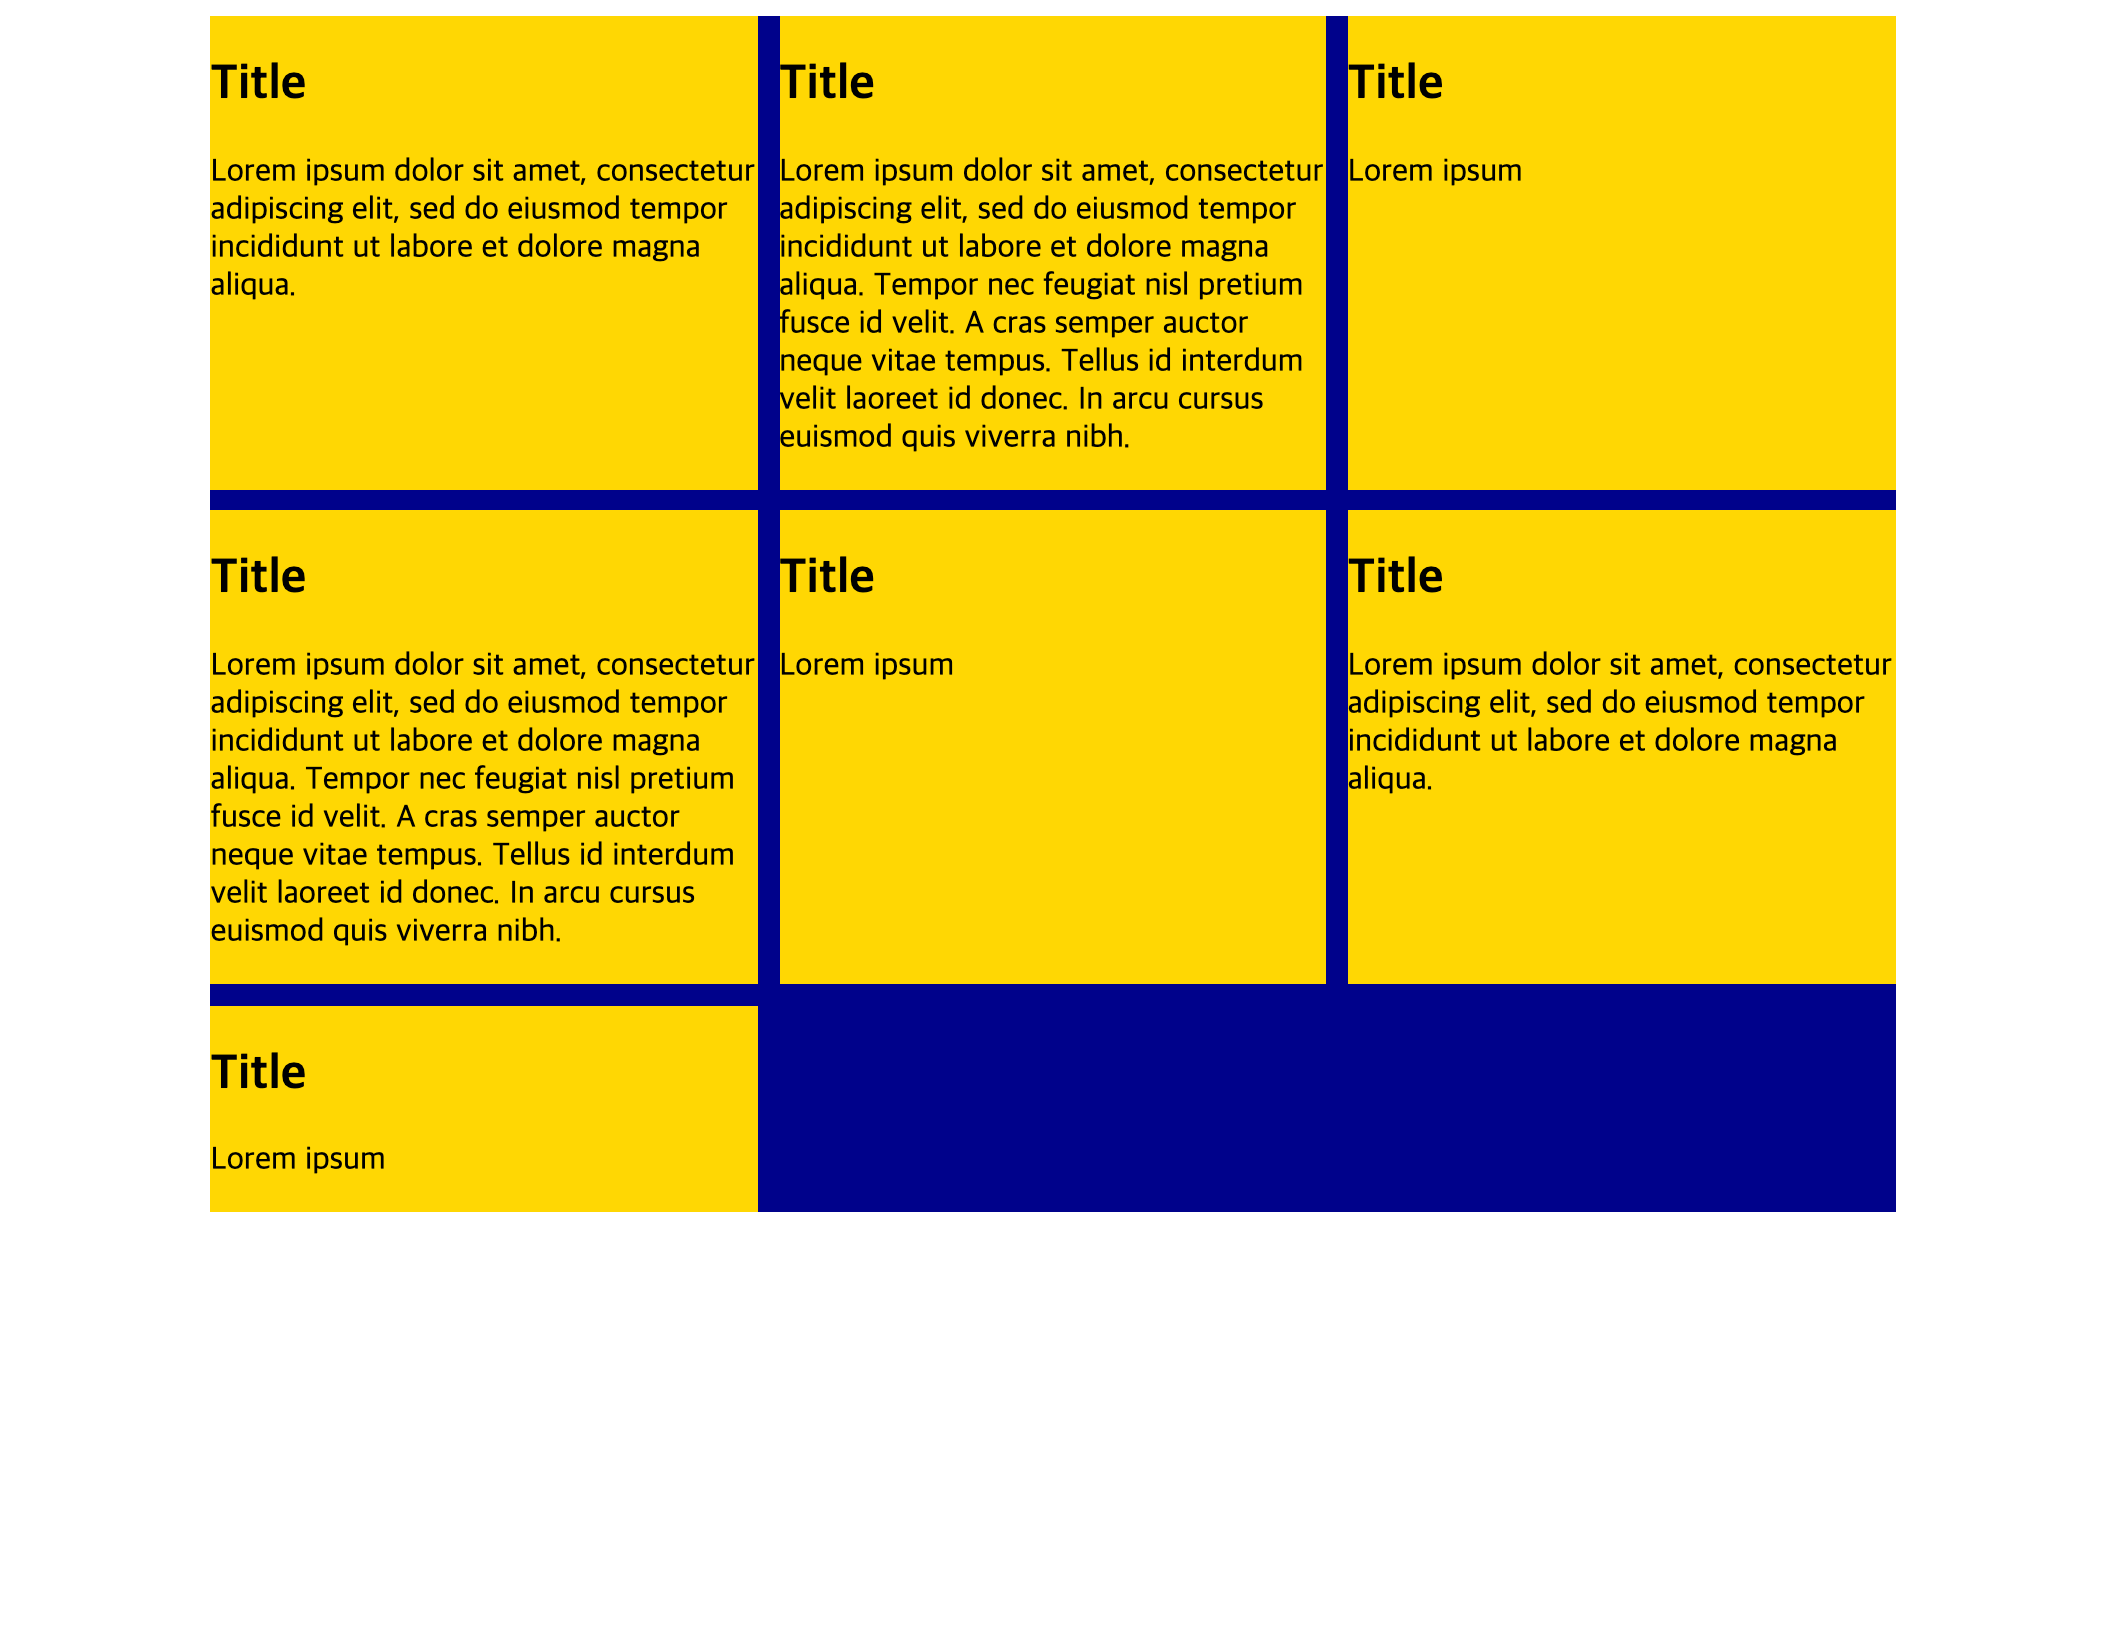 Title
Lorem ipsum dolor sit amet, consectetur
adipiscing elit, sed do eiusmod tempor
incididunt ut labore et dolore magna
aliqua.
Title
Lorem ipsum dolor sit amet, consectetur
adipiscing elit, sed do eiusmod tempor
incididunt ut labore et dolore magna
aliqua. Tempor nec feugiat nisl pretium
fusce id velit. A cras semper auctor
neque vitae tempus. Tellus id interdum
velit laoreet id donec. In arcu cursus
euismod quis viverra nibh.
Title
Lorem ipsum
Title
Lorem ipsum dolor sit amet, consectetur
adipiscing elit, sed do eiusmod tempor
incididunt ut labore et dolore magna
aliqua. Tempor nec feugiat nisl pretium
fusce id velit. A cras semper auctor
neque vitae tempus. Tellus id interdum
velit laoreet id donec. In arcu cursus
euismod quis viverra nibh.
Title
Lorem ipsum
Title
Lorem ipsum dolor sit amet, consectetur
adipiscing elit, sed do eiusmod tempor
incididunt ut labore et dolore magna
aliqua.
Title
Lorem ipsum